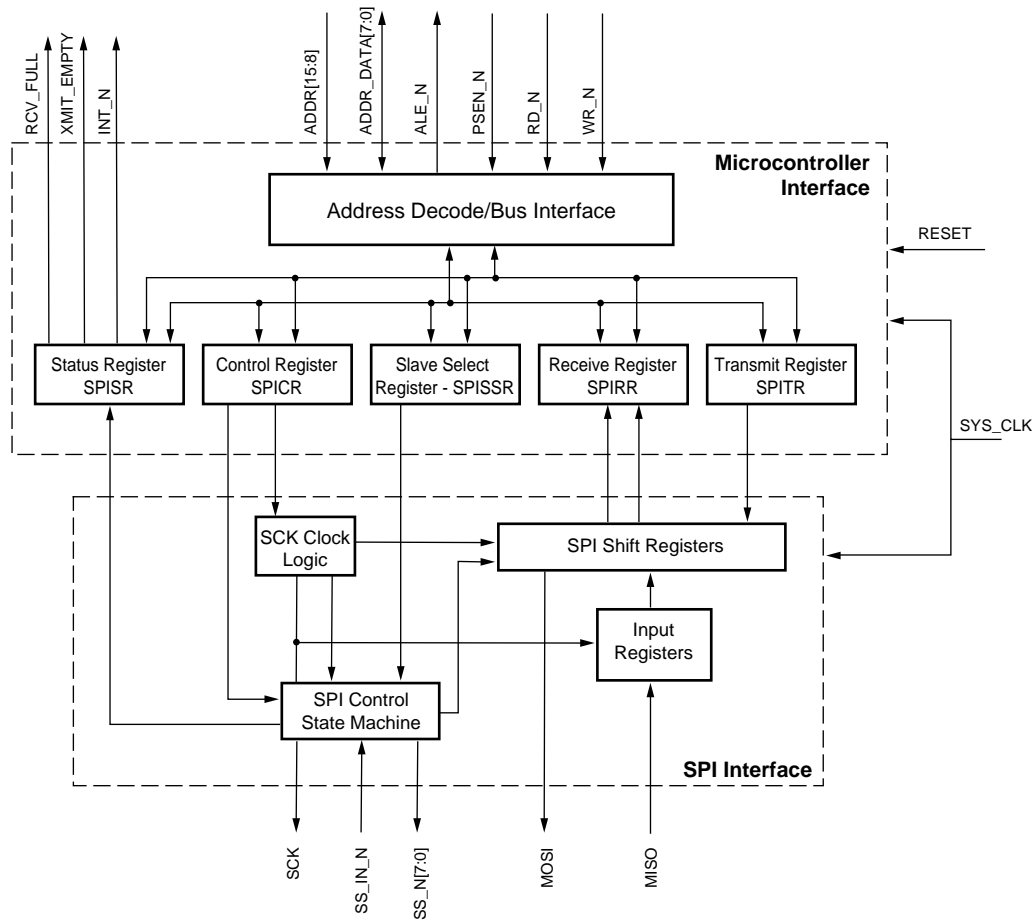 RCV_FULL
XMIT_EMPTY
INT_N
ADDR[15:8]
ADDR_DATA[7:0]
ALE_N
PSEN_N
RD_N
WR_N
Microcontroller
Interface
Address Decode/Bus Interface
RESET
Status Register
SPISR
Control Register
SPICR
Slave Select
Register - SPISSR
Receive Register
SPIRR
Transmit Register
SPITR
SYS_CLK
SCK Clock
Logic
SPI Shift Registers
Input
Registers
SPI Control
State Machine
SPI Interface
SCK
SS_IN_N
SS_N[7:0]
MOSI
MISO